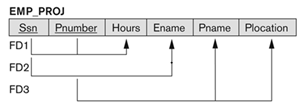 EMP_PROJ
Ssn Pnumber Hours Ename Pname Plocation
FD1
FD2
FD3